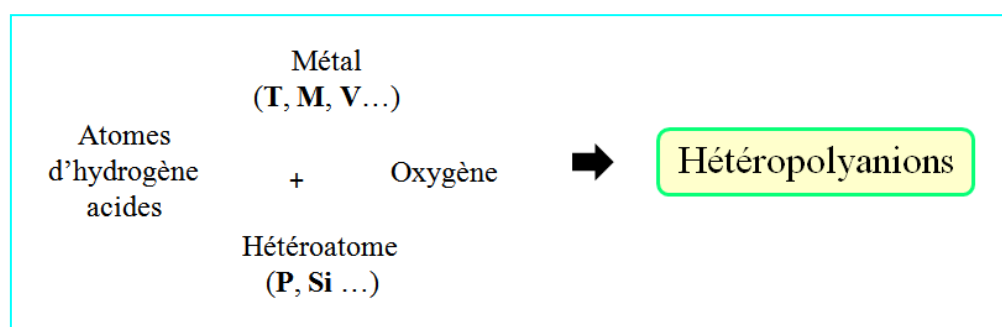 Métal
(T, M, V…)
Atomes
d’hydrogène
acides
+
Oxygène
Hétéropolyanions
Hétéroatome
(P, Si …)